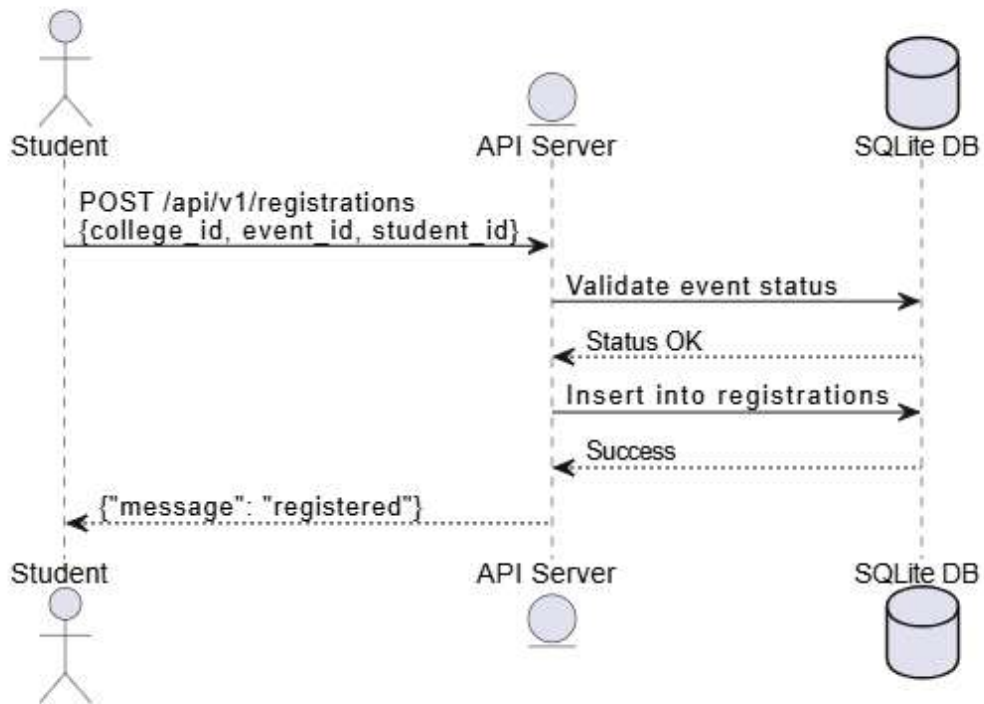 Student
API Server
SQLite DB
POST /api/v1/registrations
{college_id, event_id, student_id}
Validate event status
Status OK
Insert into registrations
Success
{"message": "registered"}
Student
API Server
SQLite DB